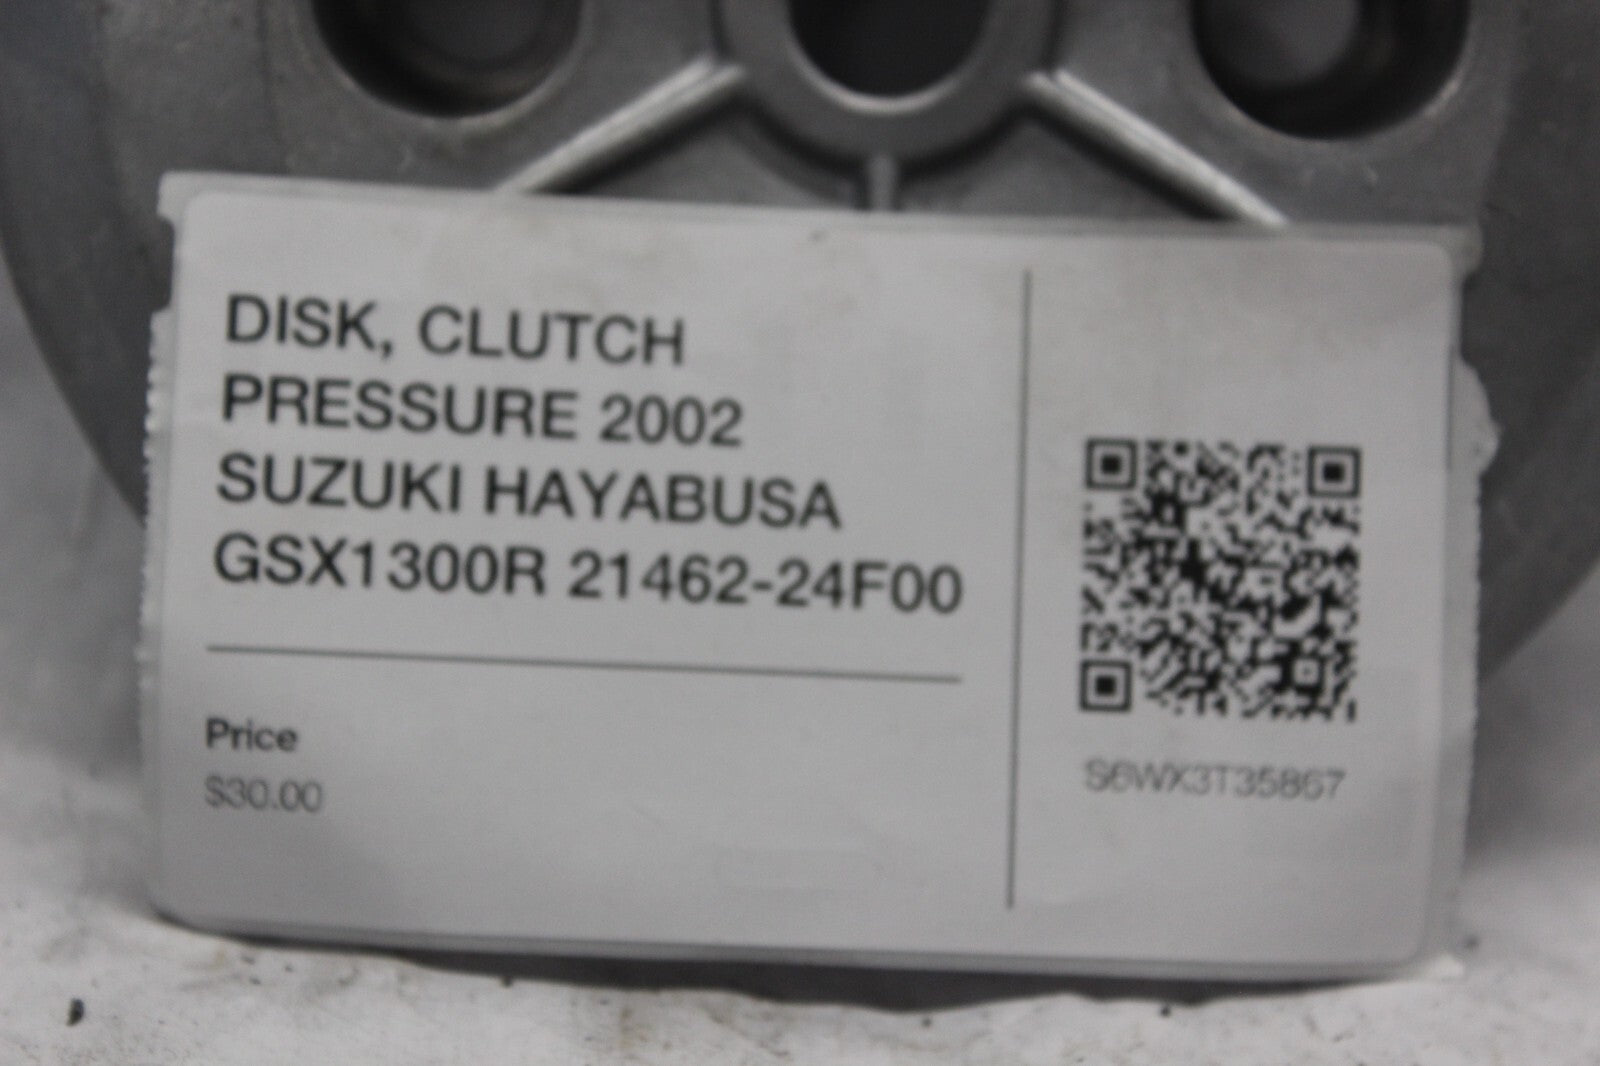 DISK, CLUTCH
PRESSURE 2002
SUZUKI HAYABUSA
GSX1300R 21462-24F00
Price
$30.00
S6WX3T35867